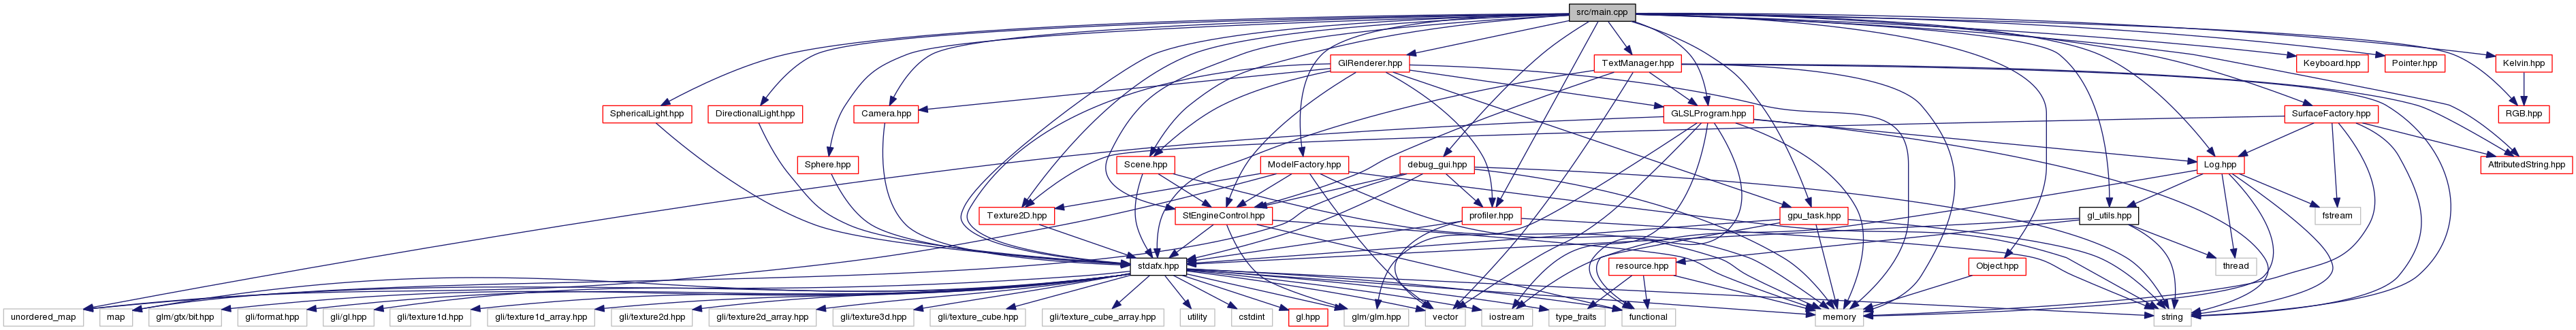 src/main.cpp
GlRenderer.hpp
TextManager.hpp
Keyboard.hpp
Pointer.hpp
Kelvin.hpp
SphericalLight.hpp
DirectionalLight.hpp
Camera.hpp
GLSLProgram.hpp
SurfaceFactory.hpp
RGB.hpp
Sphere.hpp
Scene.hpp
ModelFactory.hpp
debug_gui.hpp
Log.hpp
AttributedString.hpp
Texture2D.hpp
StEngineControl.hpp
profiler.hpp
gpu_task.hpp
gl_utils.hpp
fstream
stdafx.hpp
resource.hpp
Object.hpp
thread
unordered_map
map
glm/gtx/bit.hpp
gli/format.hpp
gli/gl.hpp
gli/texture1d.hpp
gli/texture1d_array.hpp
gli/texture2d.hpp
gli/texture2d_array.hpp
gli/texture3d.hpp
gli/texture_cube.hpp
gli/texture_cube_array.hpp
utility
cstdint
gl.hpp
glm/glm.hpp
vector
iostream
type_traits
functional
memory
string